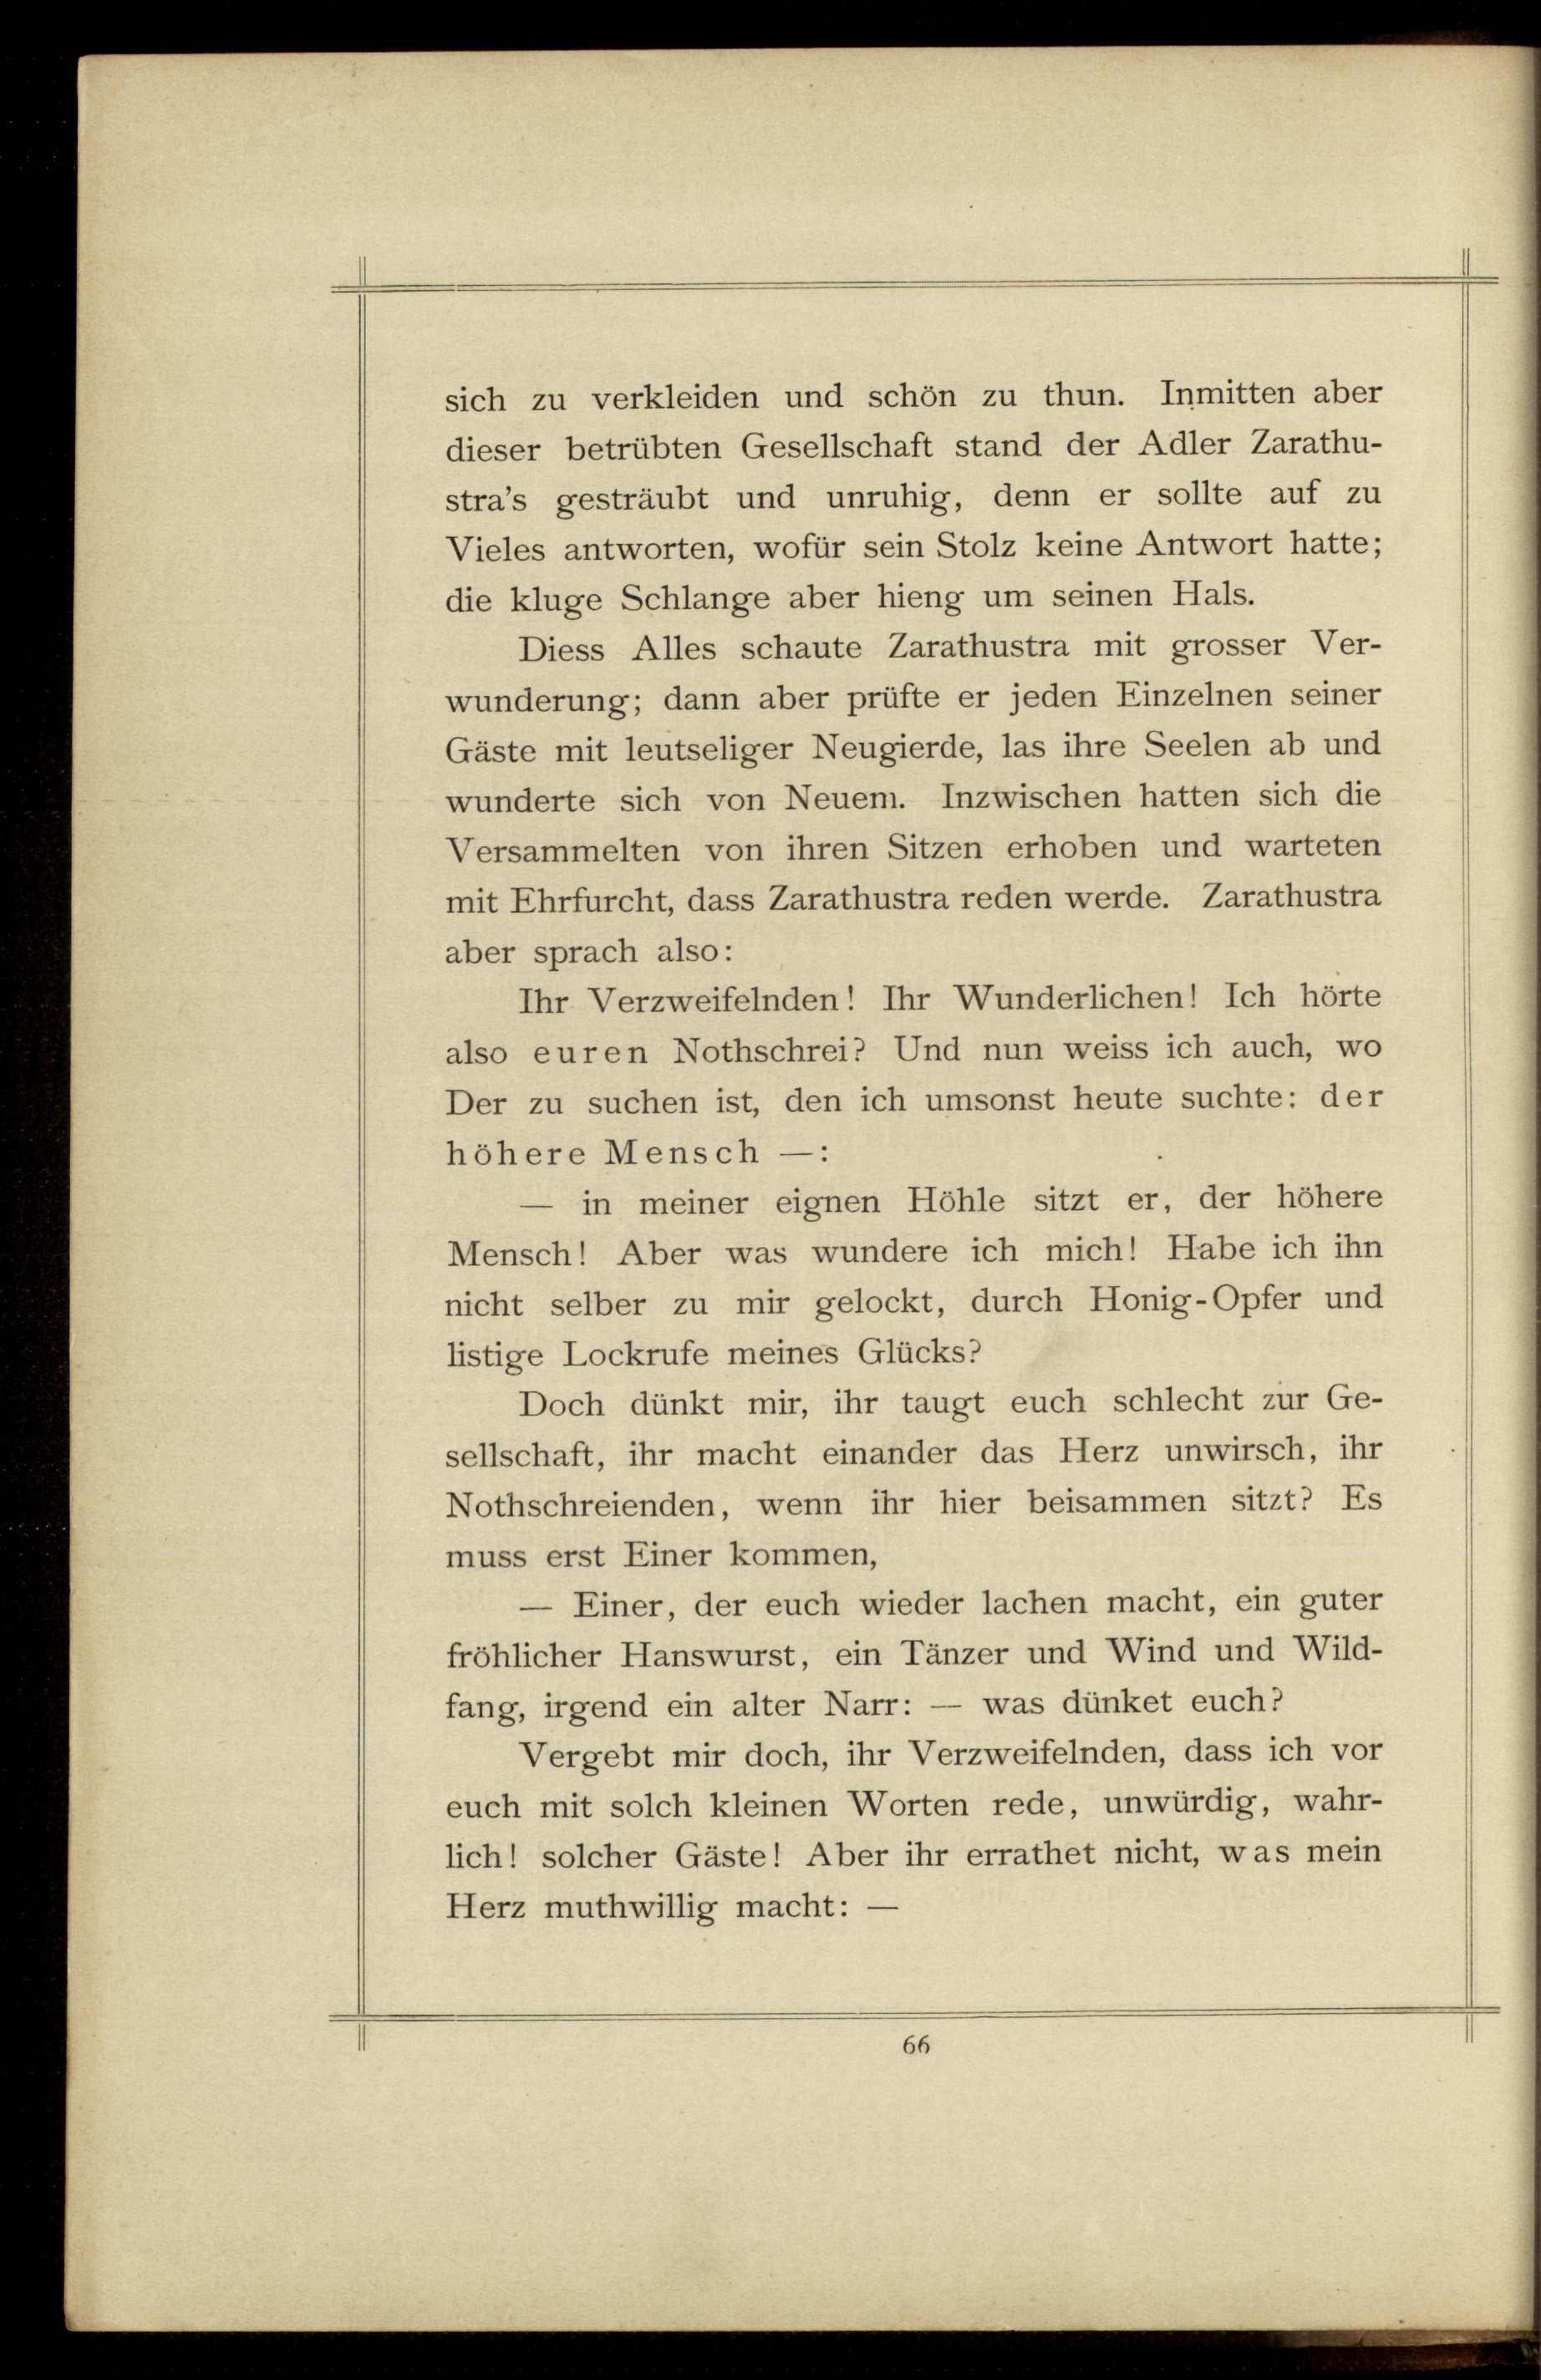 sich zu verkleiden und schön zu thun. Inmitten aber
dieser betrübten Gesellschaft stand der Adler Zarathu-
stra's gesträubt und unruhig, denn er sollte auf zu
Vieles antworten, wofür sein Stolz keine Antwort hatte;
die kluge Schlange aber hieng um seinen Hals.
Diess Alles schaute Zarathustra mit grosser Ver-
wunderung; dann aber prüfte er jeden Einzelnen seiner
Gäste mit leutseliger Neugierde, las ihre Seelen ab und
wunderte sich von Neuem. Inzwischen hatten sich die
Versammelten von ihren Sitzen erhoben und warteten
mit Ehrfurcht, dass Zarathustra reden werde. Zarathustra
aber sprach also:
Ihr Verzweifelnden! Ihr Wunderlichen! Ich hörte
also euren Nothschrei? Und nun weiss ich auch, wo
Der zu suchen ist, den ich umsonst heute suchte: der
höhere Mensch —:
— in meiner eignen Höhle sitzt er, der höhere
Mensch! Aber was wundere ich mich! Habe ich ihn
nicht selber zu mir gelockt, durch Honig-Opfer und
listige Lockrufe meines Glücks?
Doch dünkt mir, ihr taugt euch schlecht zur Ge-
sellschaft, ihr macht einander das Herz unwirsch, ihr
Nothschreienden, wenn ihr hier beisammen sitzt? Es
muss erst Einer kommen,
— Einer, der euch wieder lachen macht, ein guter
fröhlicher Hanswurst, ein Tänzer und Wind und Wild-
fang, irgend ein alter Narr: — was dünket euch?
Vergebt mir doch, ihr Verzweifelnden, dass ich vor
euch mit solch kleinen Worten rede, unwürdig, wahr-
lich! solcher Gäste! Aber ihr errathet nicht, was mein
Herz muthwillig macht: —
66